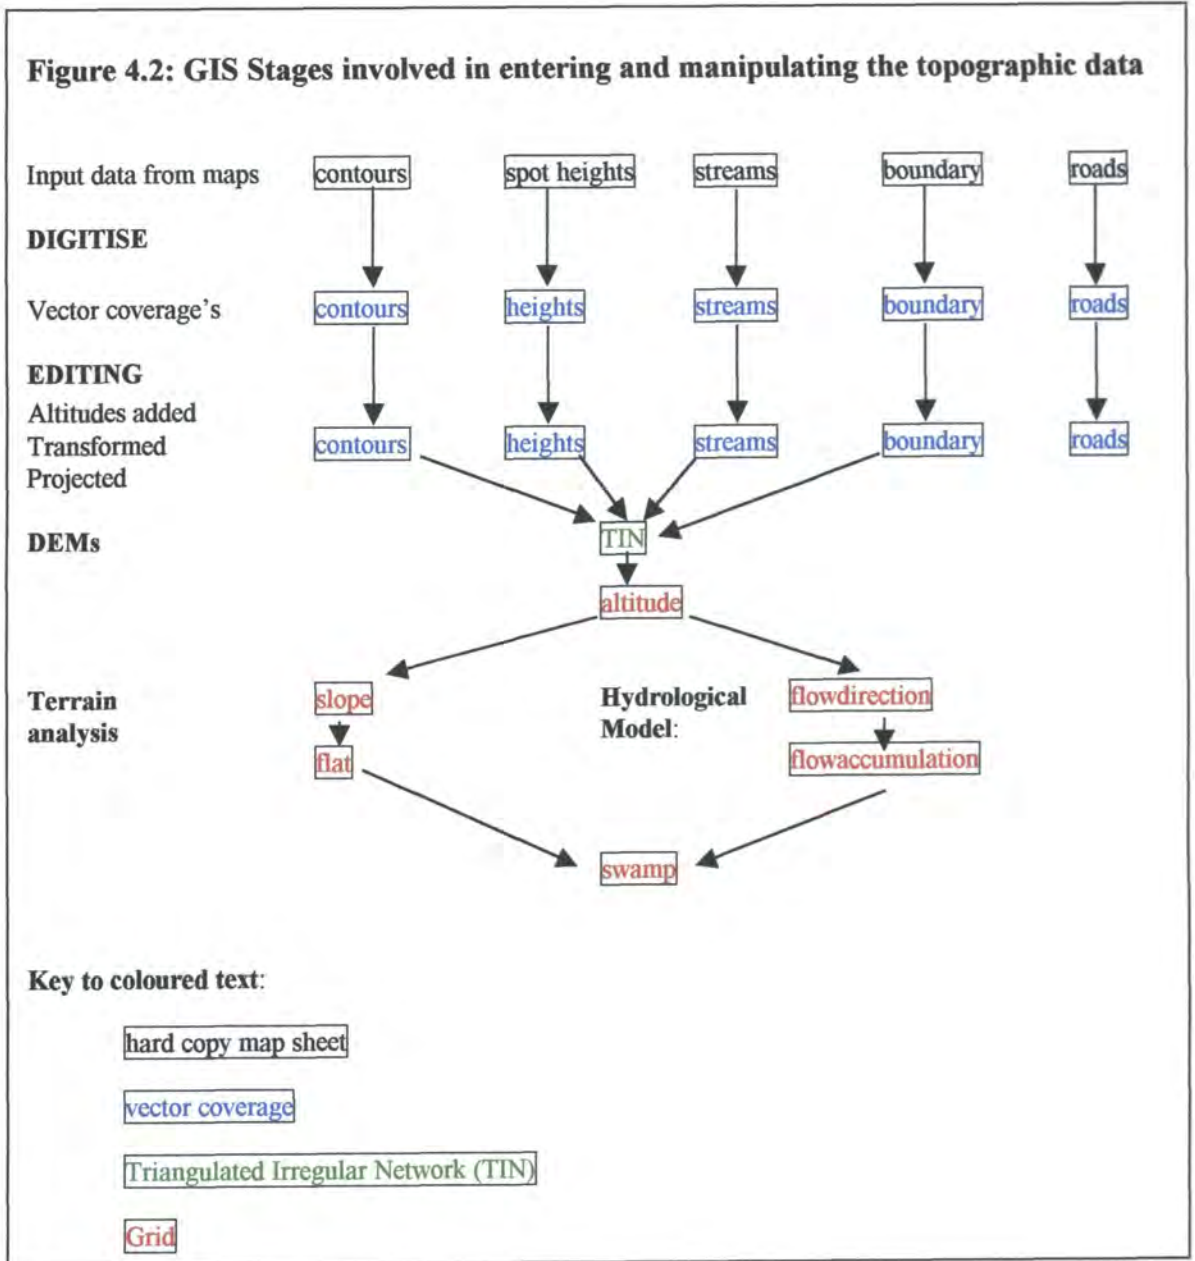 Figure 4.2: GIS Stages involved in entering and manipulating the topographic data
Input data from maps contours spot heights streams boundary roads
DIGITISE
Vector coverage's contours heights streams boundary roads
EDITING
Altitudes added
Transformed contours heights streams boundary roads
Projected
DEMs TIN
altitude
Terrain analysis slope Hydrological Model: flowdirection
flat flowaccumulation
swamp
Key to coloured text:
hard copy map sheet
vector coverage
Triangulated Irregular Network (TIN)
Grid